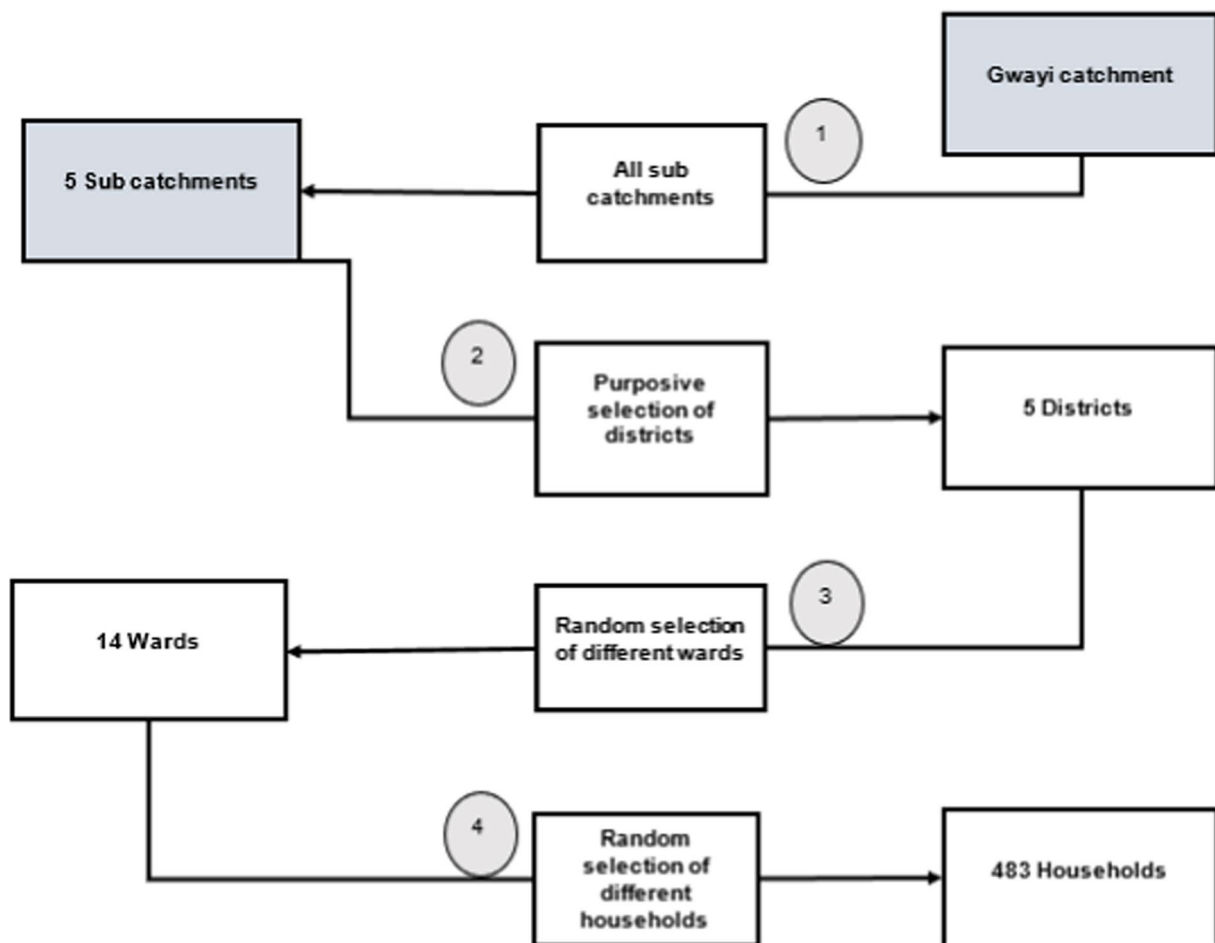 Gwayi catchment
1
All sub
catchments
5 Sub catchments
2
Purposive
selection of
districts
5 Districts
3
Random selection
of different wards
14 Wards
4
Random
selection of
different
households
483 Households